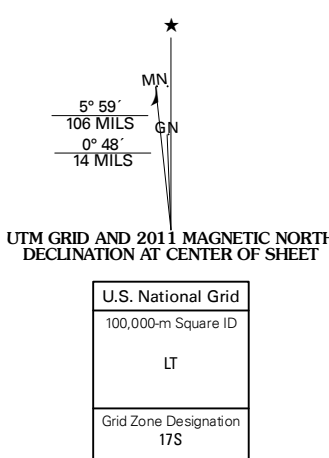 ★
MN.
5° 59´
106 MILS
GN
0° 48´
14 MILS
UTM GRID AND 2011 MAGNETIC NORTH
DECLINATION AT CENTER OF SHEET
U.S. National Grid
100,000-m Square ID
LT
Grid Zone Designation
17S